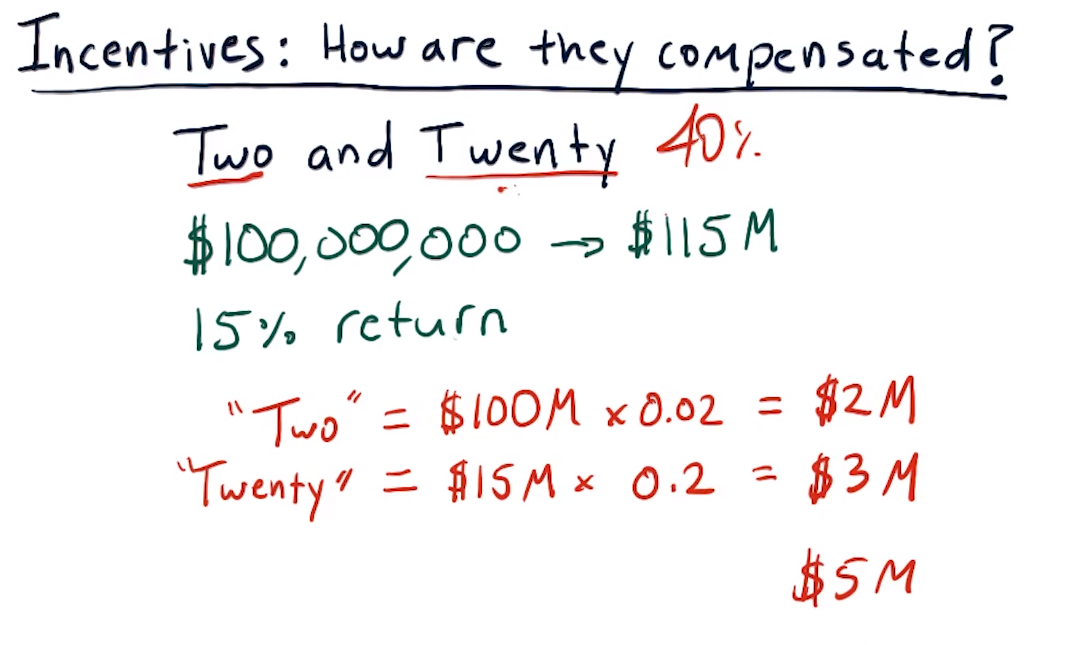 Incentives: How are they compensated?
Two and Twenty 40%
$100,000,000 → $115M
15% return
"Two" = $100M x 0.02 = $2M
"Twenty" = $15M x 0.2 = $3M
$5M